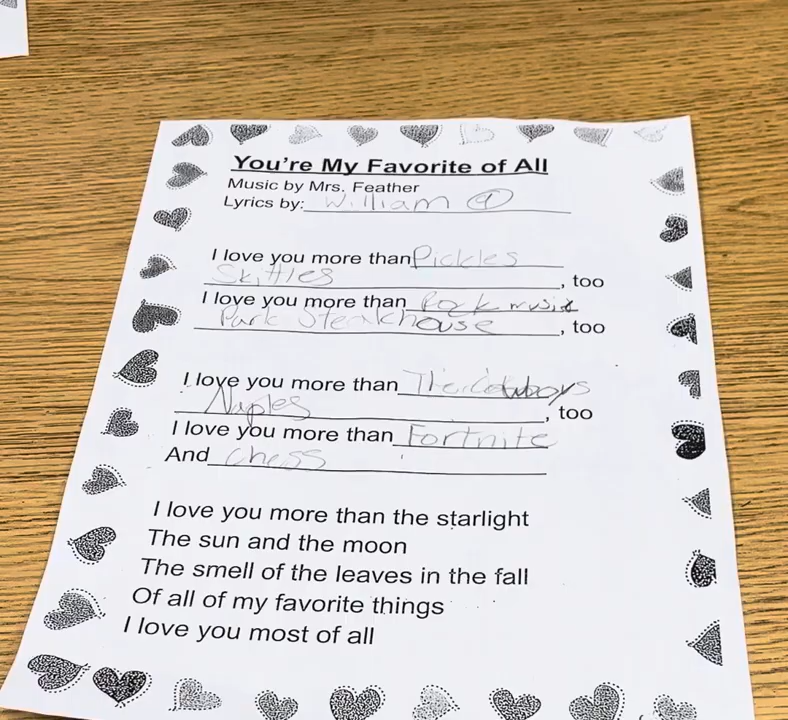 You're My Favorite of All
Music by Mrs. Feather
Lyrics by: William
I love you more than Pickles
Skittles, too
I love you more than Rock music
Park Steakhouse, too
I love you more than The Cowboys
Naples, too
I love you more than Fortnite
And chess
I love you more than the starlight
The sun and the moon
The smell of the leaves in the fall
Of all of my favorite things
I love you most of all